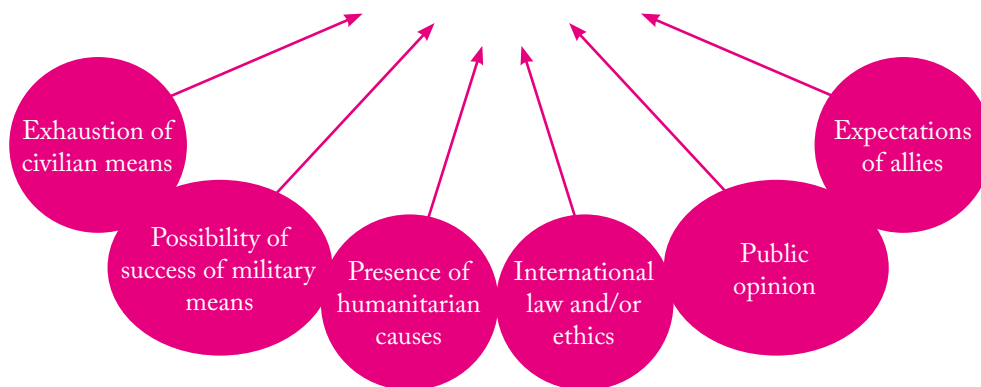 Exhaustion of
civilian means
Possibility of
success of military
means
Presence of
humanitarian
causes
International
law and/or
ethics
Public
opinion
Expectations
of allies